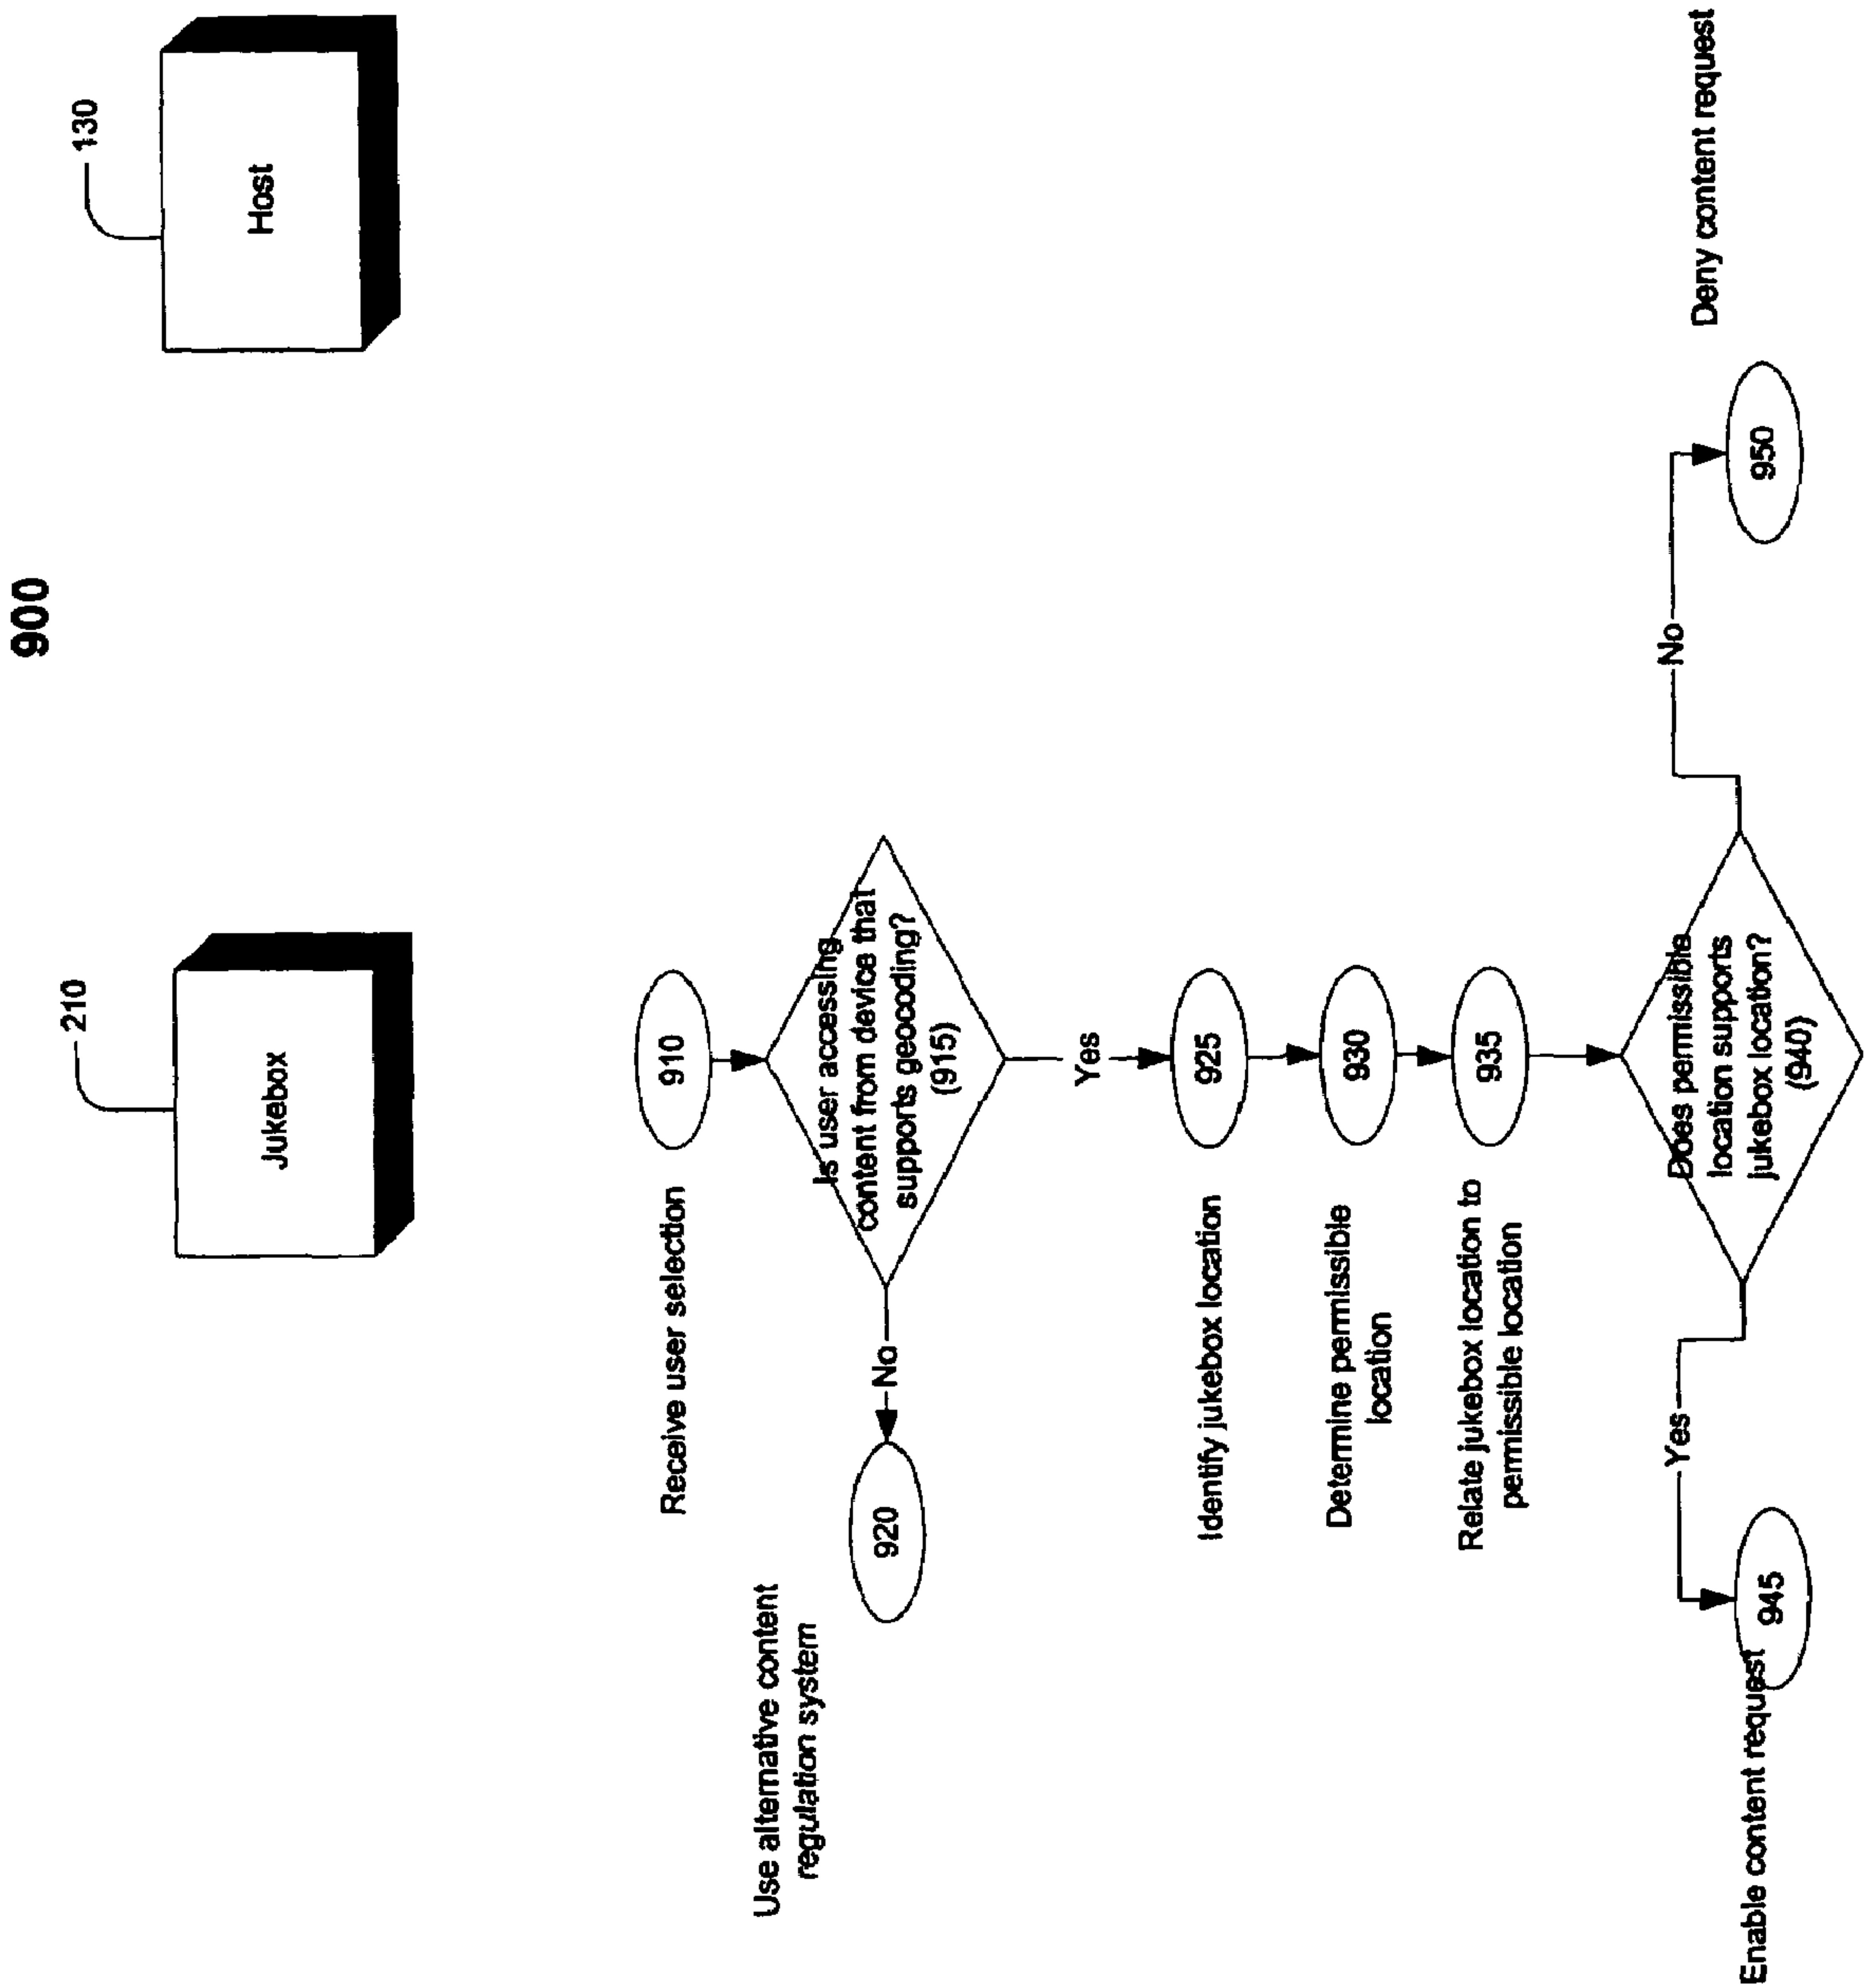 900
210
Jukebox
130
Host
Receive user selection
910
Is user accessing
content from device that
supports geocoding?
(915)
No
Use alternative content
regulation system
920
Yes
Identify jukebox location
925
Determine permissible
location
930
Relate jukebox location to
permissible location
935
Does permissible
location supports
jukebox location?
(940)
Yes
Enable content request
945
No
Deny content request
950